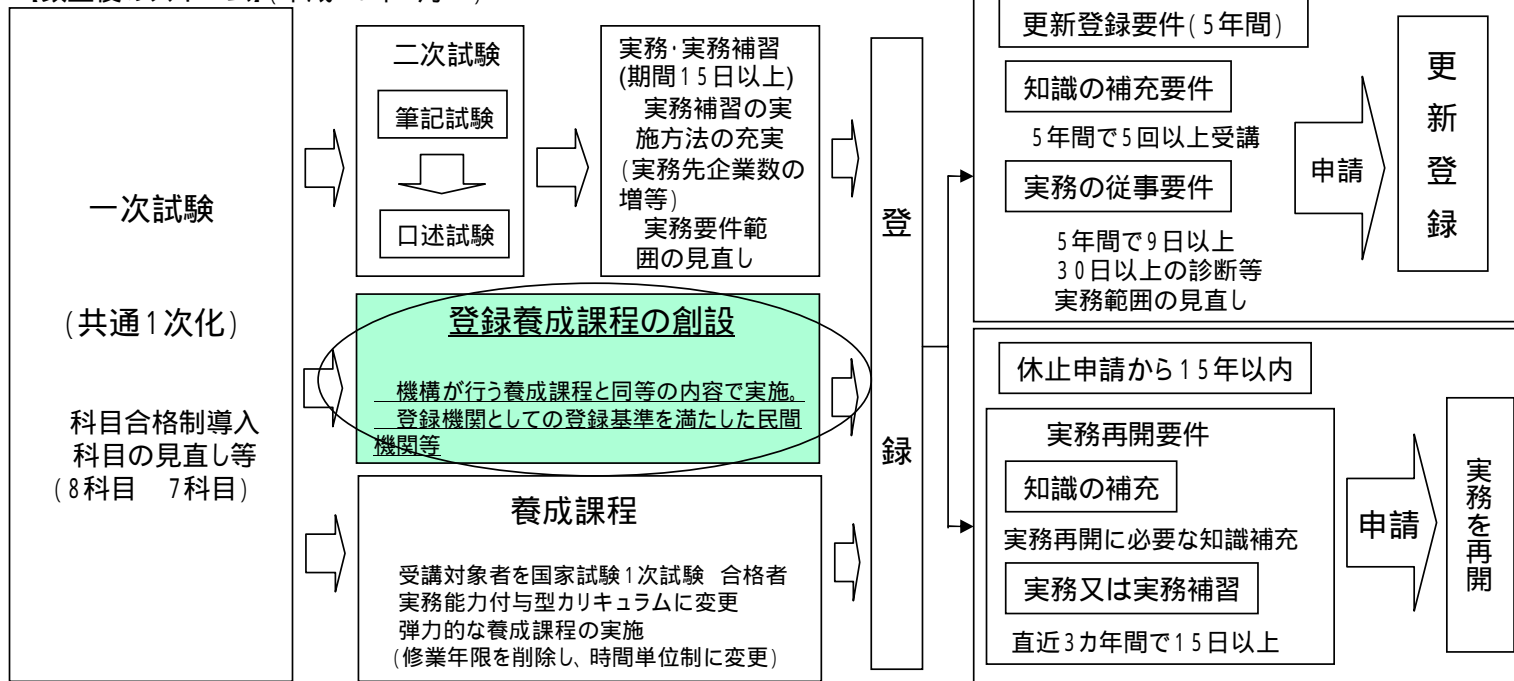 一次試験
(共通1次化)
科目合格制導入
科目の見直し等
(8科目　7科目)
二次試験
筆記試験
口述試験
実務・実務補習
(期間15日以上)
実務補習の実
施方法の充実
(実務先企業数の
増等)
実務要件範
囲の見直し
登録養成課程の創設
機構が行う養成課程と同等の内容で実施。
登録機関としての登録基準を満たした民間
機関等
養成課程
受講対象者を国家試験1次試験　合格者
実務能力付与型カリキュラムに変更
弾力的な養成課程の実施
(修業年限を削除し、時間単位制に変更)
登
録
更新登録要件(5年間)
知識の補充要件
5年間で5回以上受講
実務の従事要件
5年間で9日以上
30日以上の診断等
実務範囲の見直し
申請
更
新
登
録
休止申請から15年以内
実務再開要件
知識の補充
実務再開に必要な知識補充
実務又は実務補習
直近3カ年間で15日以上
申請
実務を再開